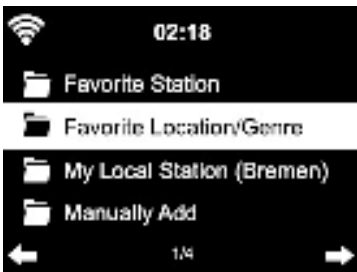 02:18
Favorite Station
Favorite Location/Genre
My Local Station (Bremen)
Manually Add
1/4